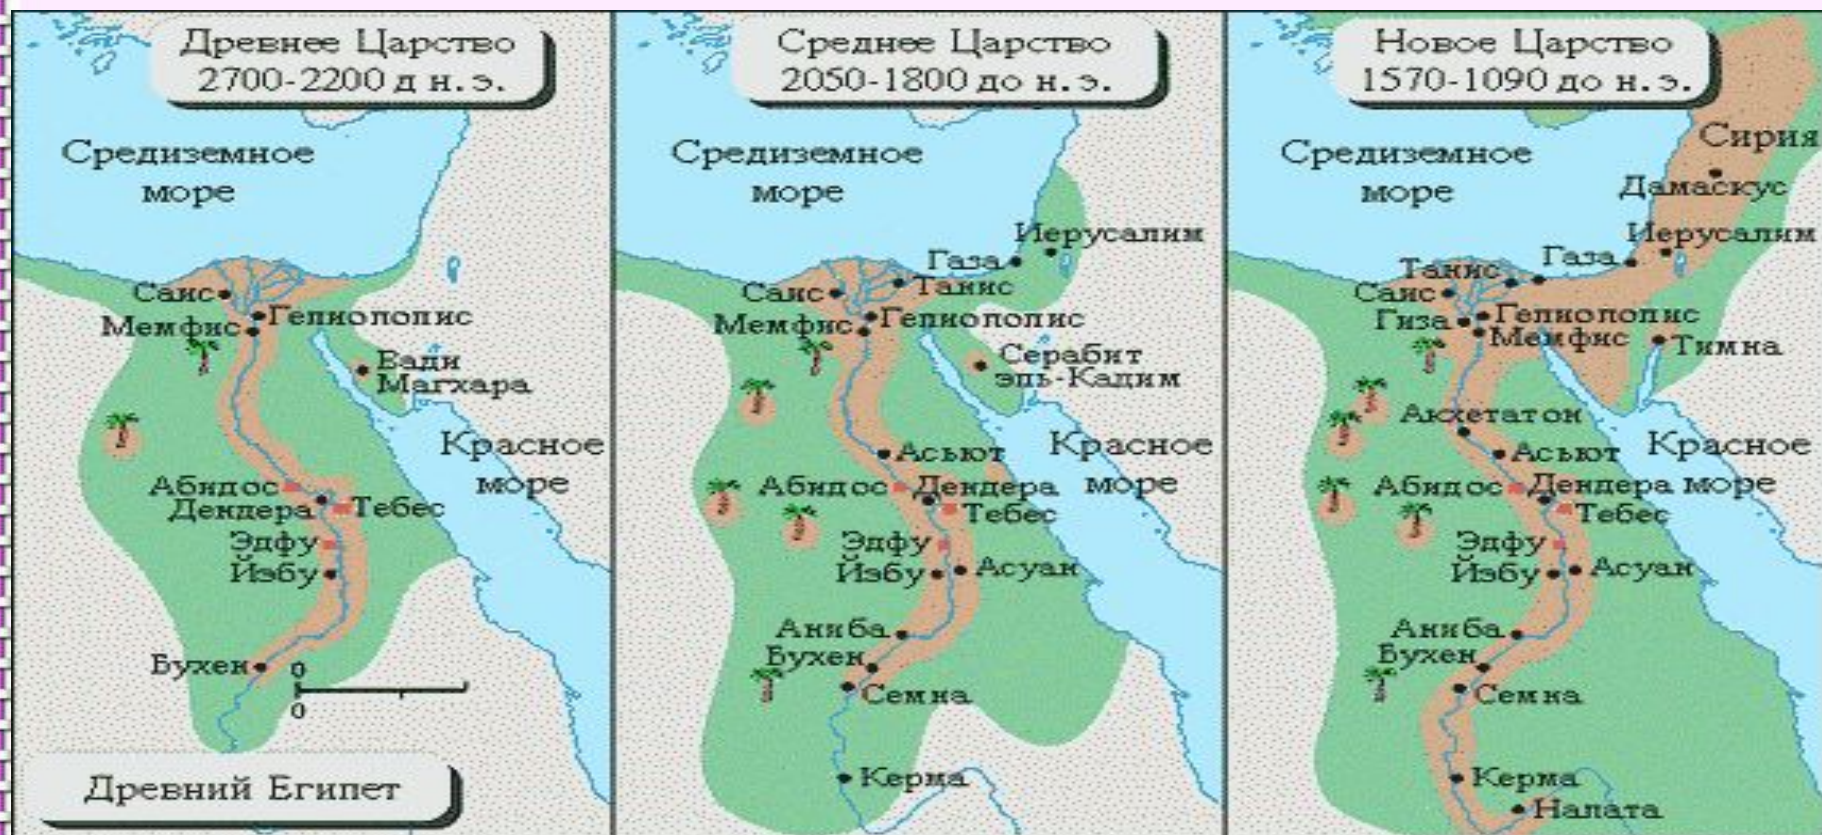 Древнее Царство
2700-2200 д н. э.
Средиземное
море
Саис
Гелиополис
Мемфис
Вади
Магхара
Красное
море
Абидос
Дендера
Тебес
Эдфу
Йэбу
Бухен
0
0
Древний Египет
Среднее Царство
2050-1800 до н. э.
Средиземное
море
Иерусалим
Газа
Танис
Саис
Гелиополис
Мемфис
Серабит
эль-Кадим
Красное
море
Асьют
Абидос
Дендера
Тебес
Эдфу
Йэбу
Асуан
Аниба
Бухен
Семна
Керма
Новое Царство
1570-1090 до н. э.
Сирия
Средиземное
море
Дамаскус
Иерусалим
Газа
Танис
Саис
Гелиополис
Гиза
Мемфис
Тимна
Акхетатон
Красное
море
Асьют
Абидос
Дендера
Тебес
Эдфу
Йэбу
Асуан
Аниба
Бухен
Семна
Керма
Налата